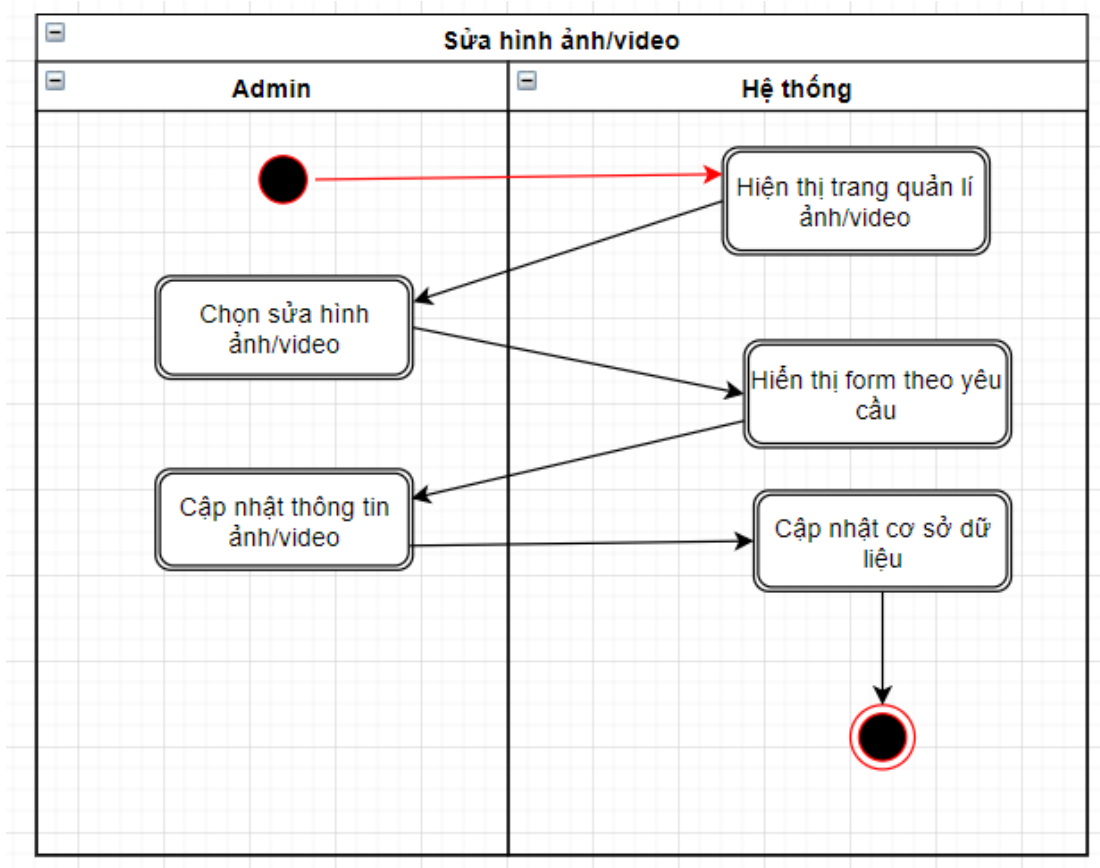 Sửa hình ảnh/video
Admin
Hệ thống
Hiện thị trang quản lí
ảnh/video
Chọn sửa hình
ảnh/video
Hiển thị form theo yêu
cầu
Cập nhật thông tin
ảnh/video
Cập nhật cơ sở dữ
liệu